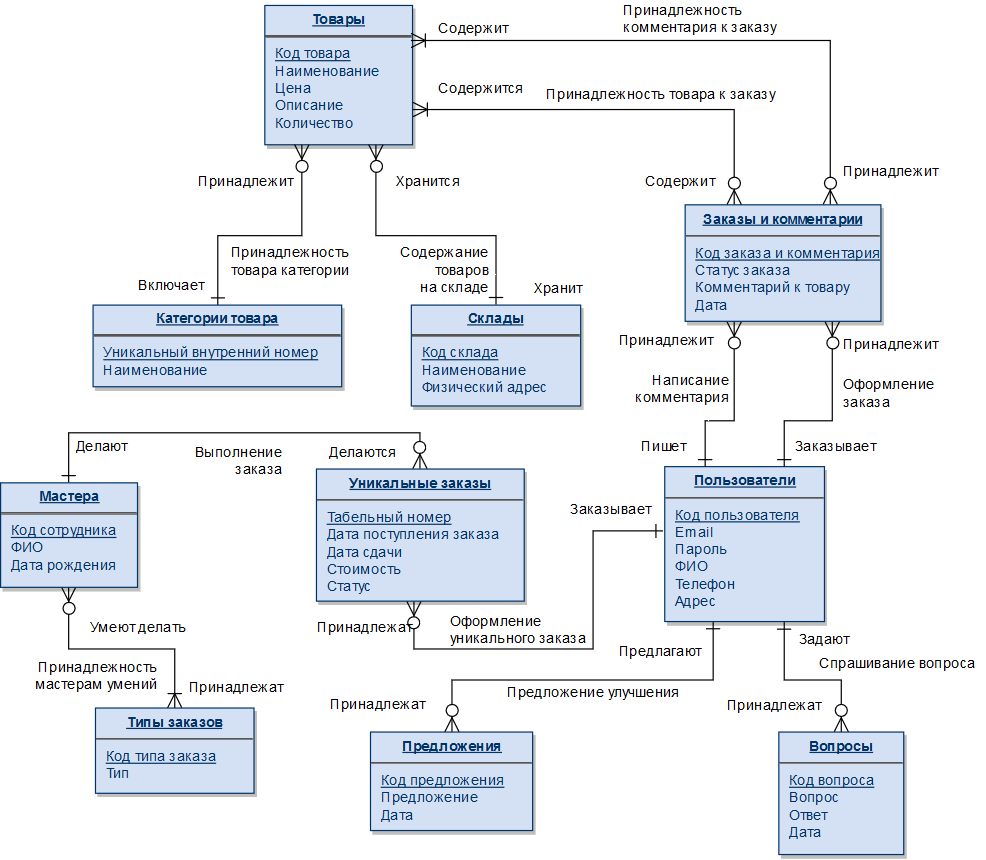 Товары
Код товара
Наименование
Цена
Описание
Количество
Содержит
Принадлежность
комментария к заказу
Содержится
Принадлежность товара к заказу
Принадлежит
Хранится
Содержит
Принадлежит
Заказы и комментарии
Код заказа и комментария
Статус заказа
Комментарий к товару
Дата
Принадлежность
товара категории
Содержание
товаров
на складе
Включает
Хранит
Категории товара
Уникальный внутренний номер
Наименование
Склады
Код склада
Наименование
Физический адрес
Принадлежит
Принадлежит
Написание
комментария
Оформление
заказа
Пишет
Заказывает
Делают
Выполнение
заказа
Делаются
Мастера
Код сотрудника
ФИО
Дата рождения
Уникальные заказы
Табельный номер
Дата поступления заказа
Дата сдачи
Стоимость
Статус
Заказывает
Пользователи
Код пользователя
Email
Пароль
ФИО
Телефон
Адрес
Умеют делать
Принадлежат
Оформление
уникального заказа
Принадлежность
мастерам умений
Принадлежат
Предлагают
Задают
Спрашивание вопроса
Предложение улучшения
Принадлежат
Принадлежат
Типы заказов
Код типа заказа
Тип
Предложения
Код предложения
Предложение
Дата
Вопросы
Код вопроса
Вопрос
Ответ
Дата